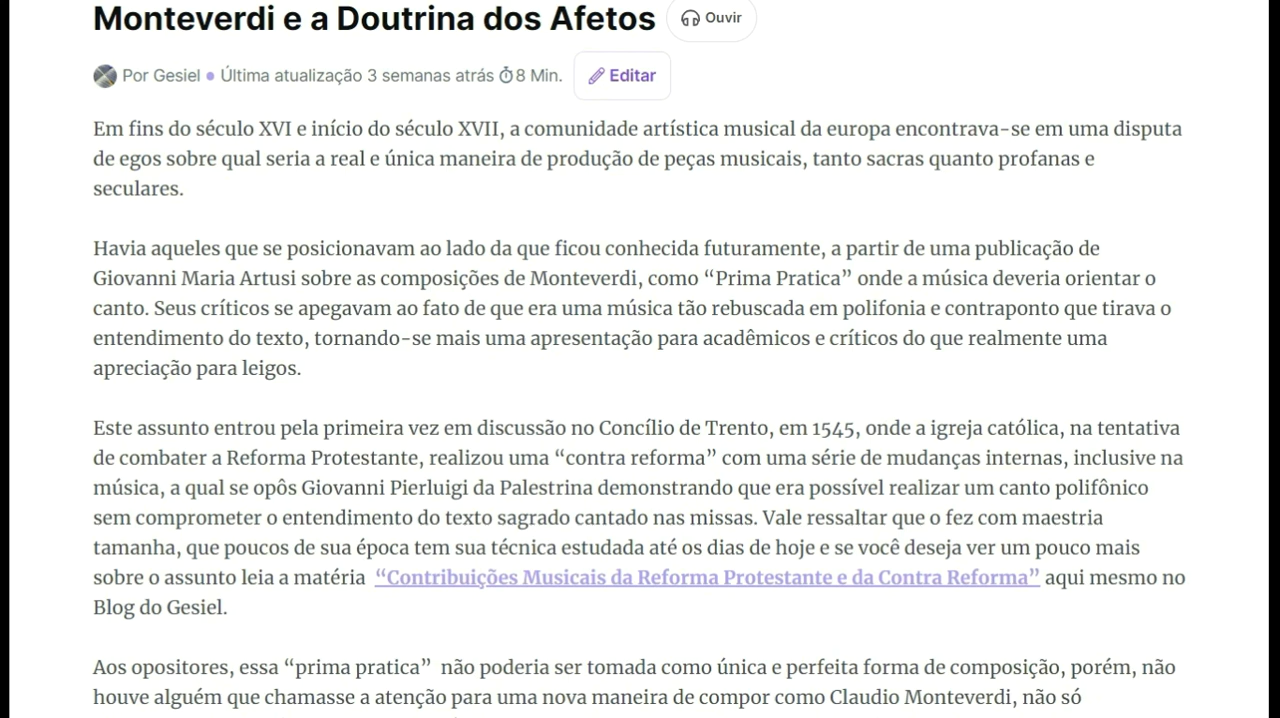 Monteverdi e a Doutrina dos Afetos Ouvir
Por Gesiel • Última atualização 3 semanas atrás 8 Min. Editar
Em fins do século XVI e início do século XVII, a comunidade artística musical da europa encontrava-se em uma disputa
de egos sobre qual seria a real e única maneira de produção de peças musicais, tanto sacras quanto profanas e
seculares.
Havia aqueles que se posicionavam ao lado da que ficou conhecida futuramente, a partir de uma publicação de
Giovanni Maria Artusi sobre as composições de Monteverdi, como “Prima Pratica” onde a música deveria orientar o
canto. Seus críticos se apegavam ao fato de que era uma música tão rebuscada em polifonia e contraponto que tirava o
entendimento do texto, tornando-se mais uma apresentação para acadêmicos e críticos do que realmente uma
apreciação para leigos.
Este assunto entrou pela primeira vez em discussão no Concílio de Trento, em 1545, onde a igreja católica, na tentativa
de combater a Reforma Protestante, realizou uma “contra reforma” com uma série de mudanças internas, inclusive na
música, a qual se opôs Giovanni Pierluigi da Palestrina demonstrando que era possível realizar um canto polifônico
sem comprometer o entendimento do texto sagrado cantado nas missas. Vale ressaltar que o fez com maestria
tamanha, que poucos de sua época tem sua técnica estudada até os dias de hoje e se você deseja ver um pouco mais
sobre o assunto leia a matéria “Contribuições Musicais da Reforma Protestante e da Contra Reforma” aqui mesmo no
Blog do Gesiel.
Aos opositores, essa “prima pratica” não poderia ser tomada como única e perfeita forma de composição, porém, não
houve alguém que chamasse a atenção para uma nova maneira de compor como Claudio Monteverdi, não só